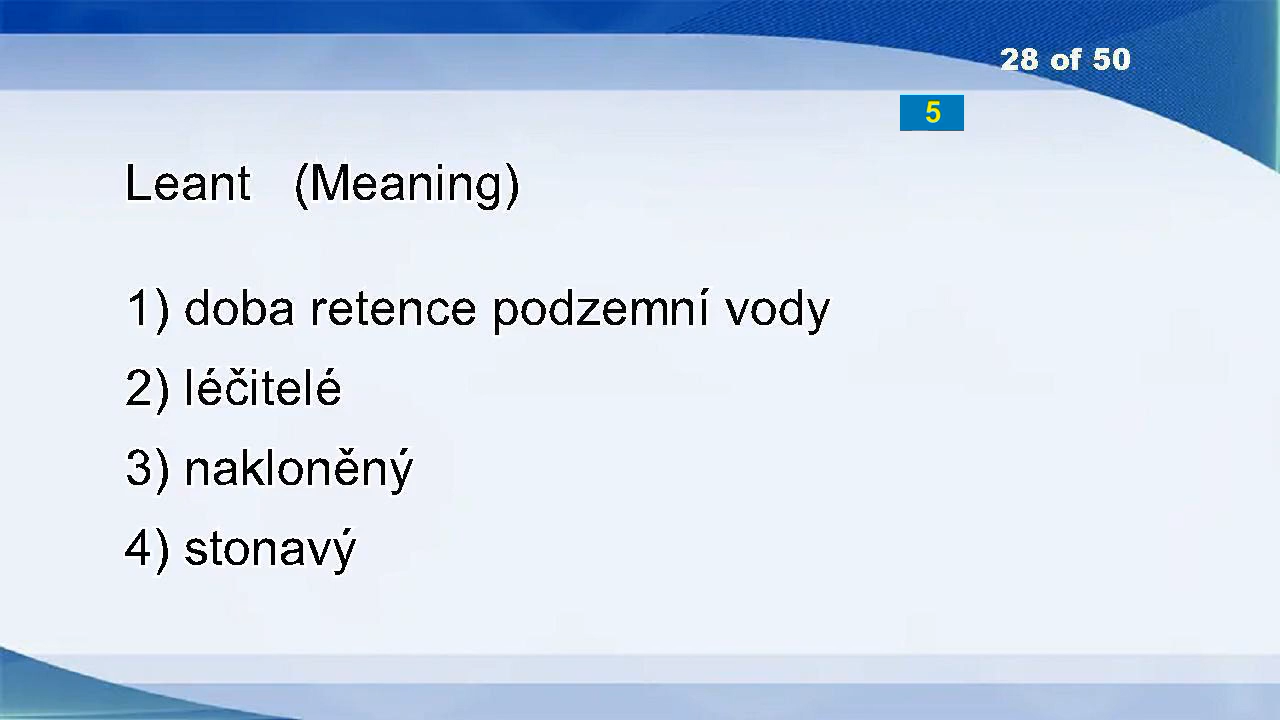 28 of 50
5
Leant (Meaning)
1) doba retence podzemní vody
2) léčitelé
3) nakloněný
4) stonavý